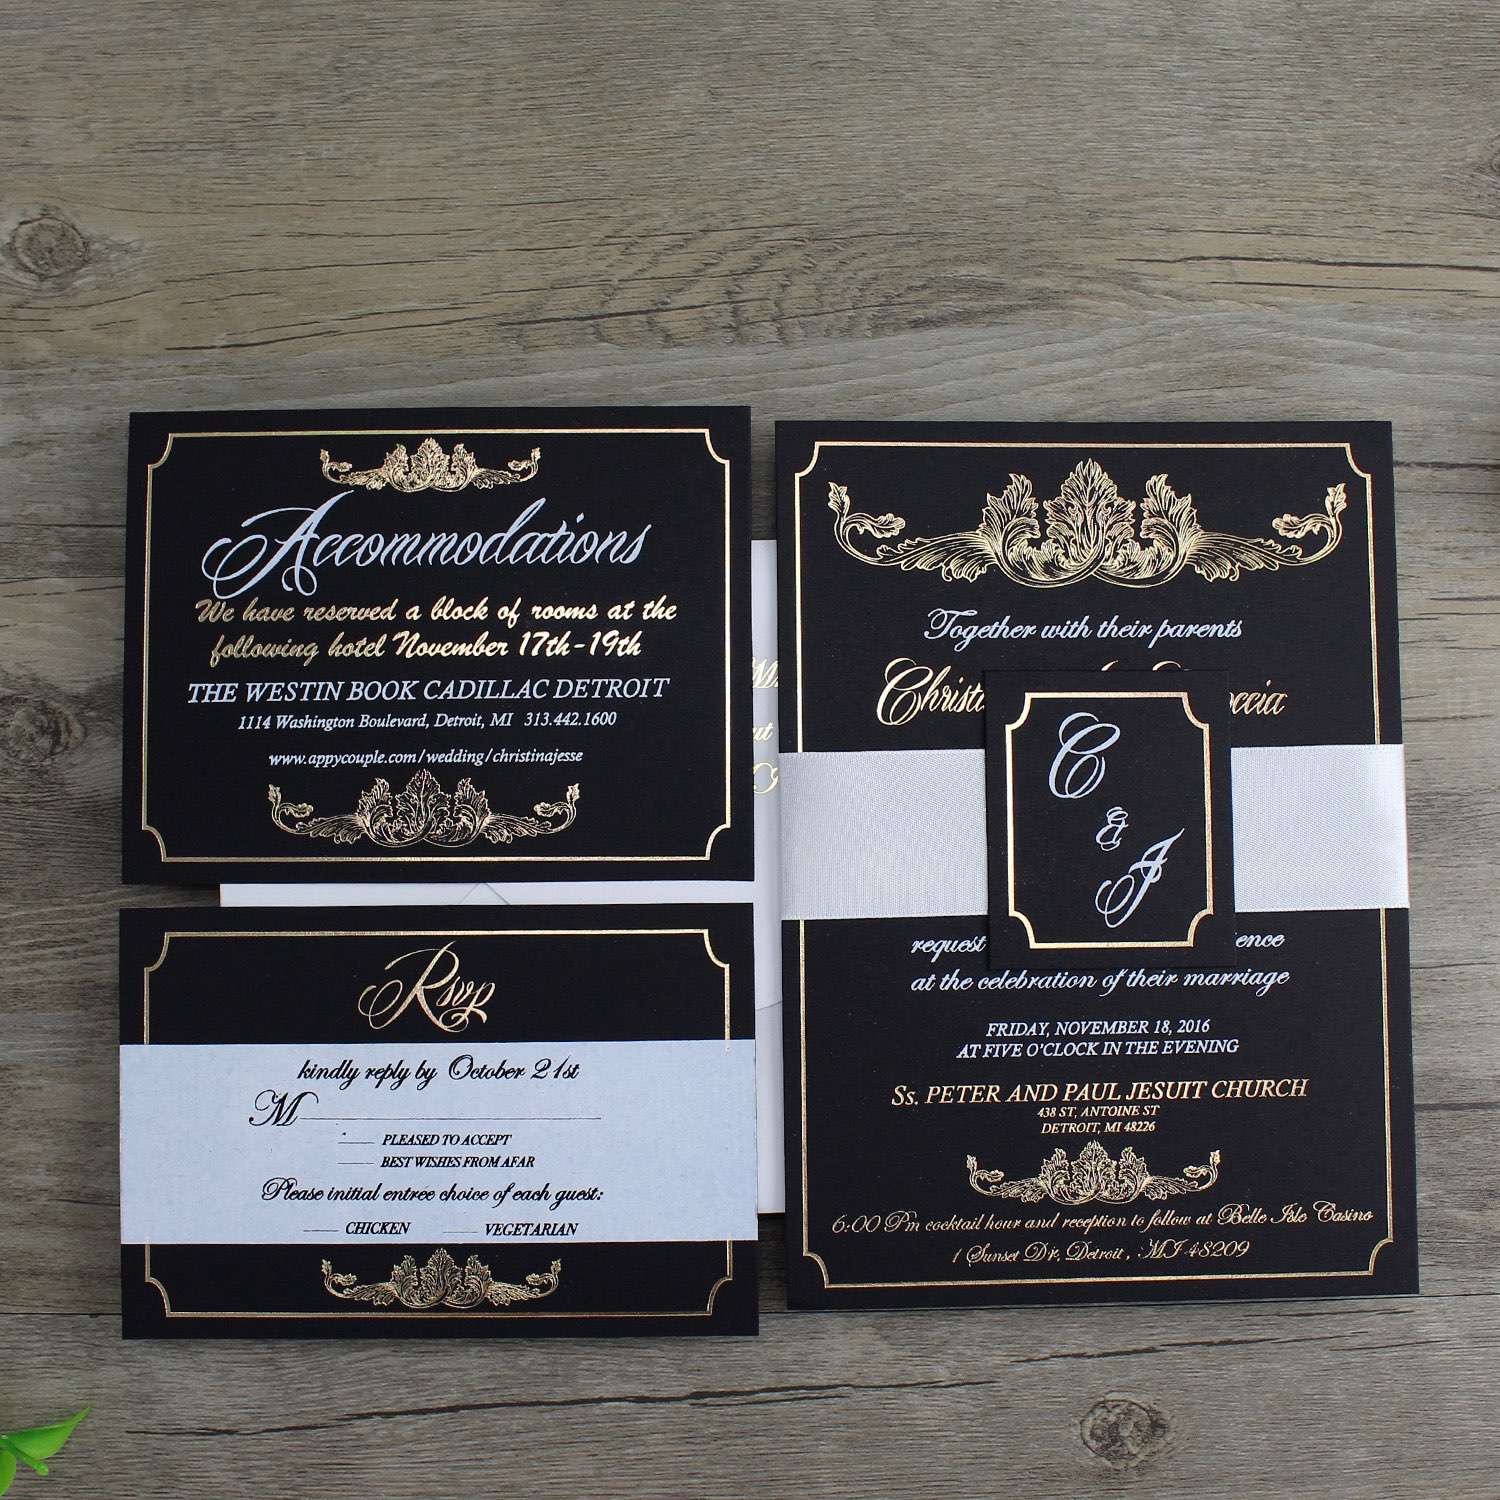 Accommodations
We have reserved a block of rooms at the
following hotel November 17th-19th
THE WESTIN BOOK CADILLAC DETROIT
1114 Washington Boulevard, Detroit, MI 313.442.1600
www.appycouple.com/wedding/christinajesse
Rsvp
kindly reply by October 21st
M
PLEASED TO ACCEPT
BEST WISHES FROM AFAR
Please initial entrée choice of each guest:
CHICKEN VEGETARIAN
Together with their parents
C
&
J
request
at the celebration of their marriage
FRIDAY, NOVEMBER 18, 2016
AT FIVE O'CLOCK IN THE EVENING
Ss. PETER AND PAUL JESUIT CHURCH
438 ST, ANTOINE ST
DETROIT, MI 48226
6:00 Pm cocktail hour and reception to follow at Belle Isle Casino
1 Sunset Dr, Detroit, MI 48209